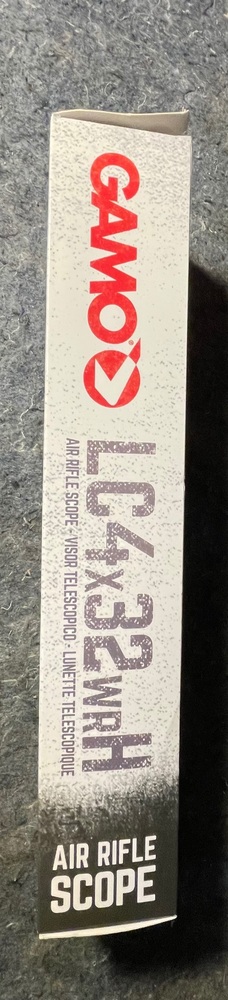 GAMO®
LC4x32WRH
AIR RIFLE SCOPE - VISOR TELESCOPICO - LUNETTE TELESCOPIQUE
AIR RIFLE
SCOPE